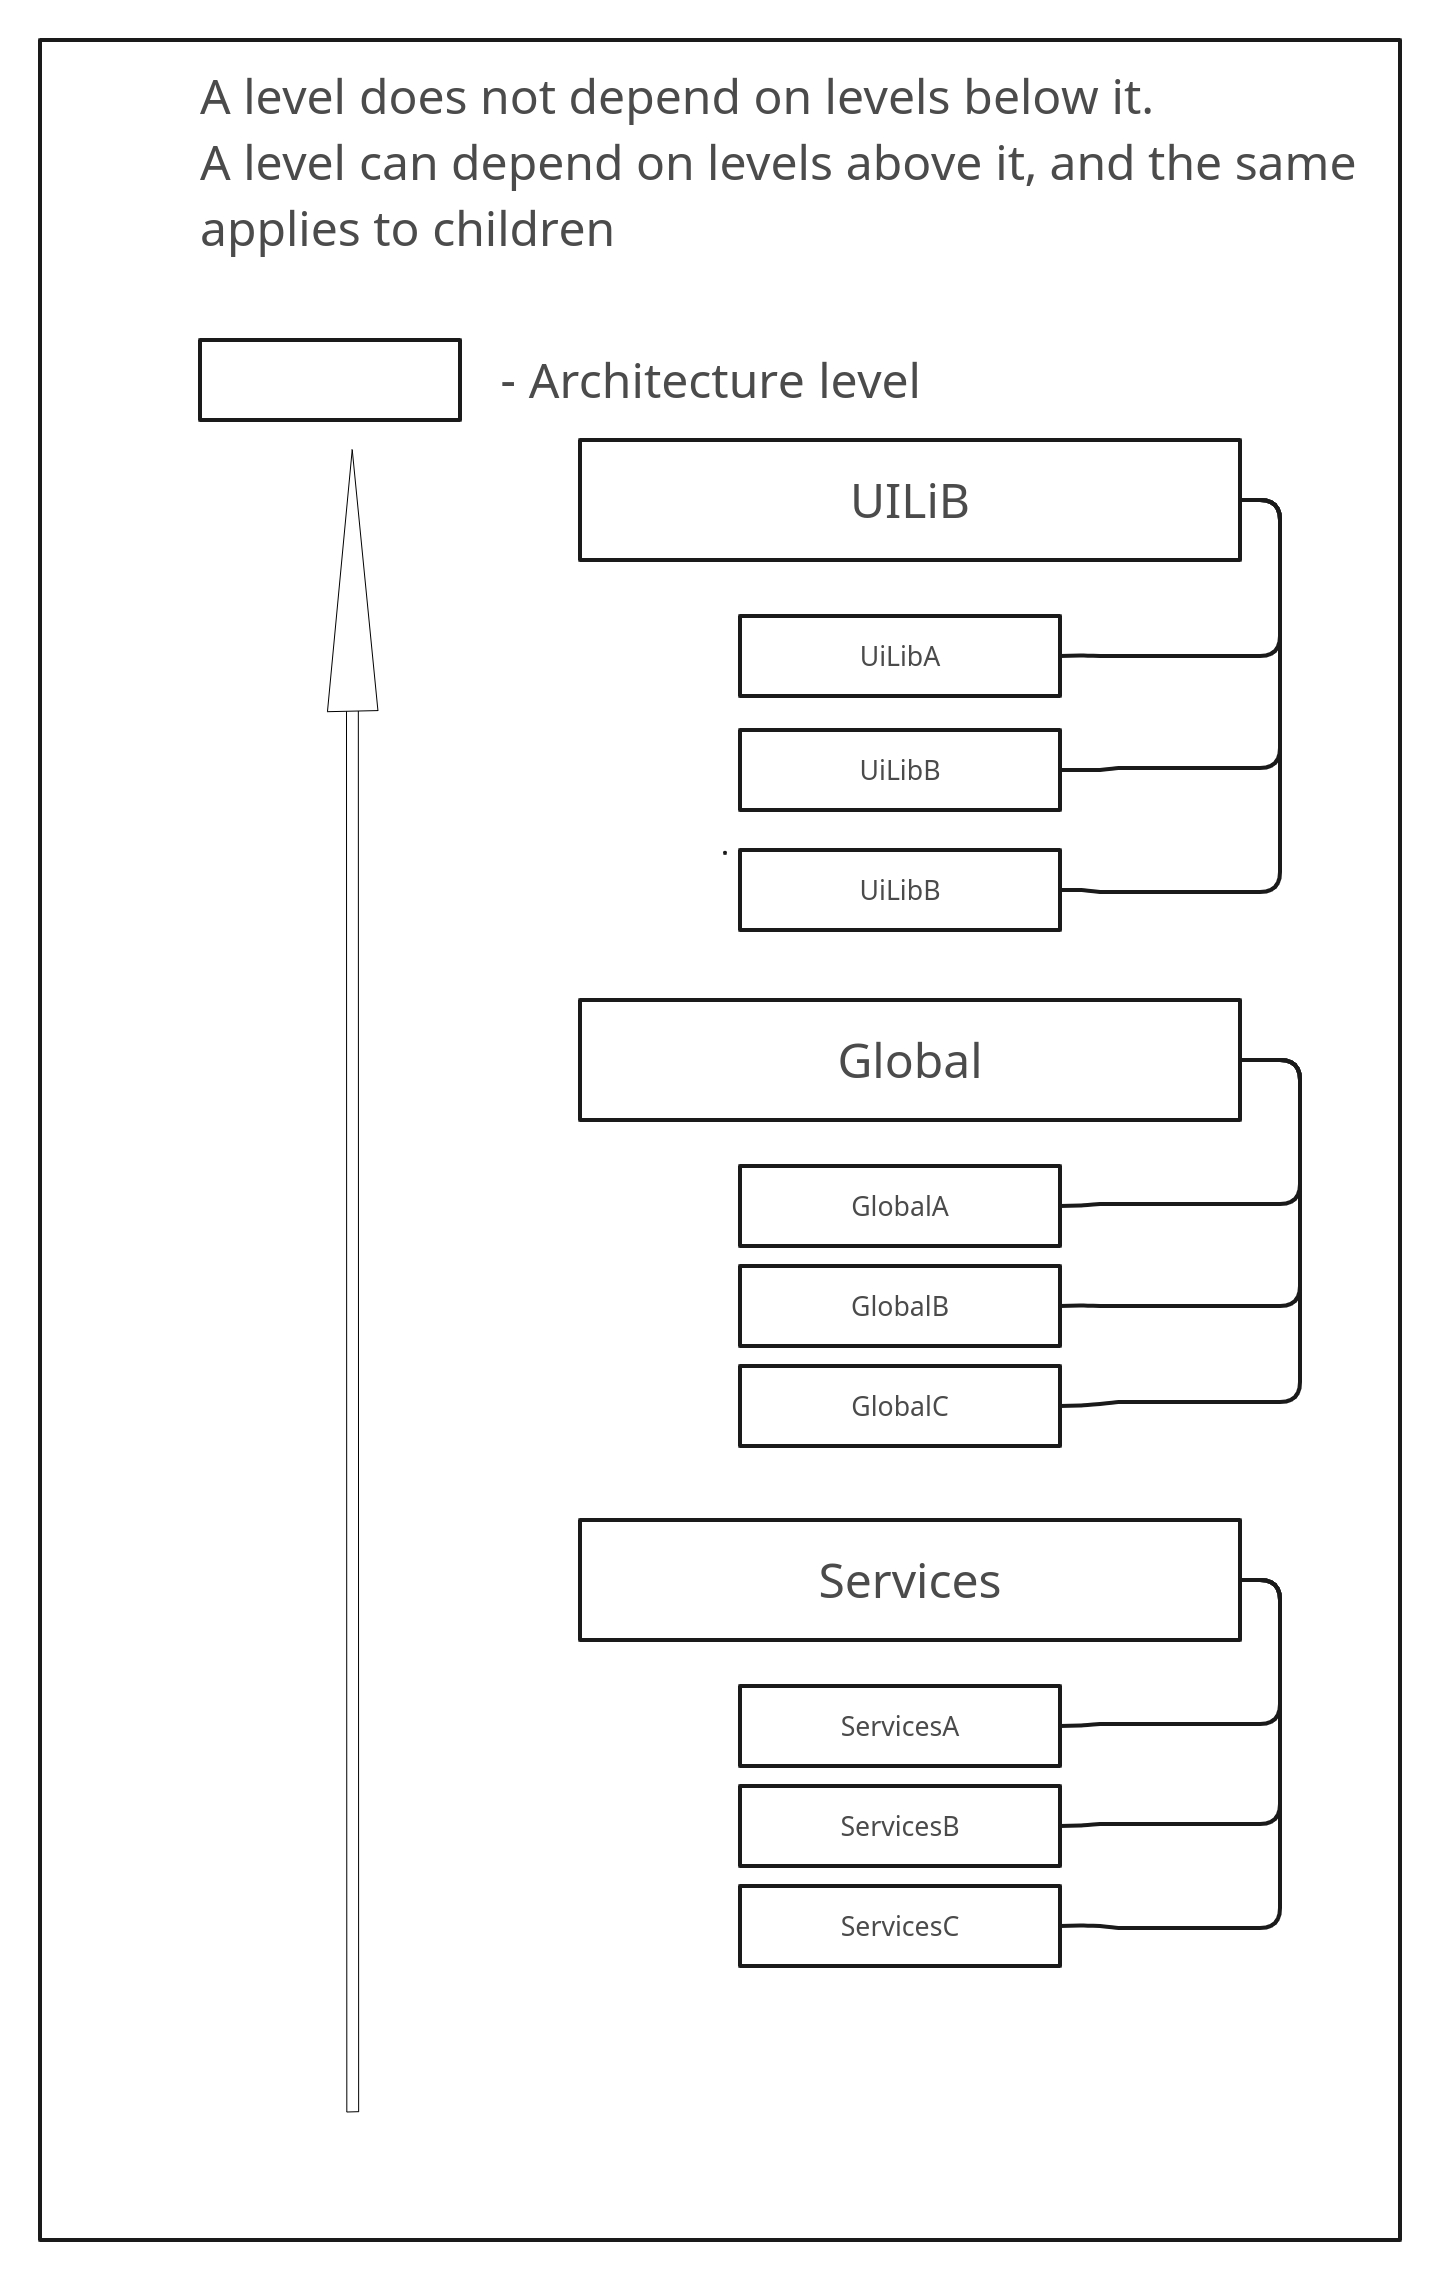 A level does not depend on levels below it.
A level can depend on levels above it, and the same
applies to children
- Architecture level
UILiB
UiLibA
UiLibB
UiLibB
Global
GlobalA
GlobalB
GlobalC
Services
ServicesA
ServicesB
ServicesC